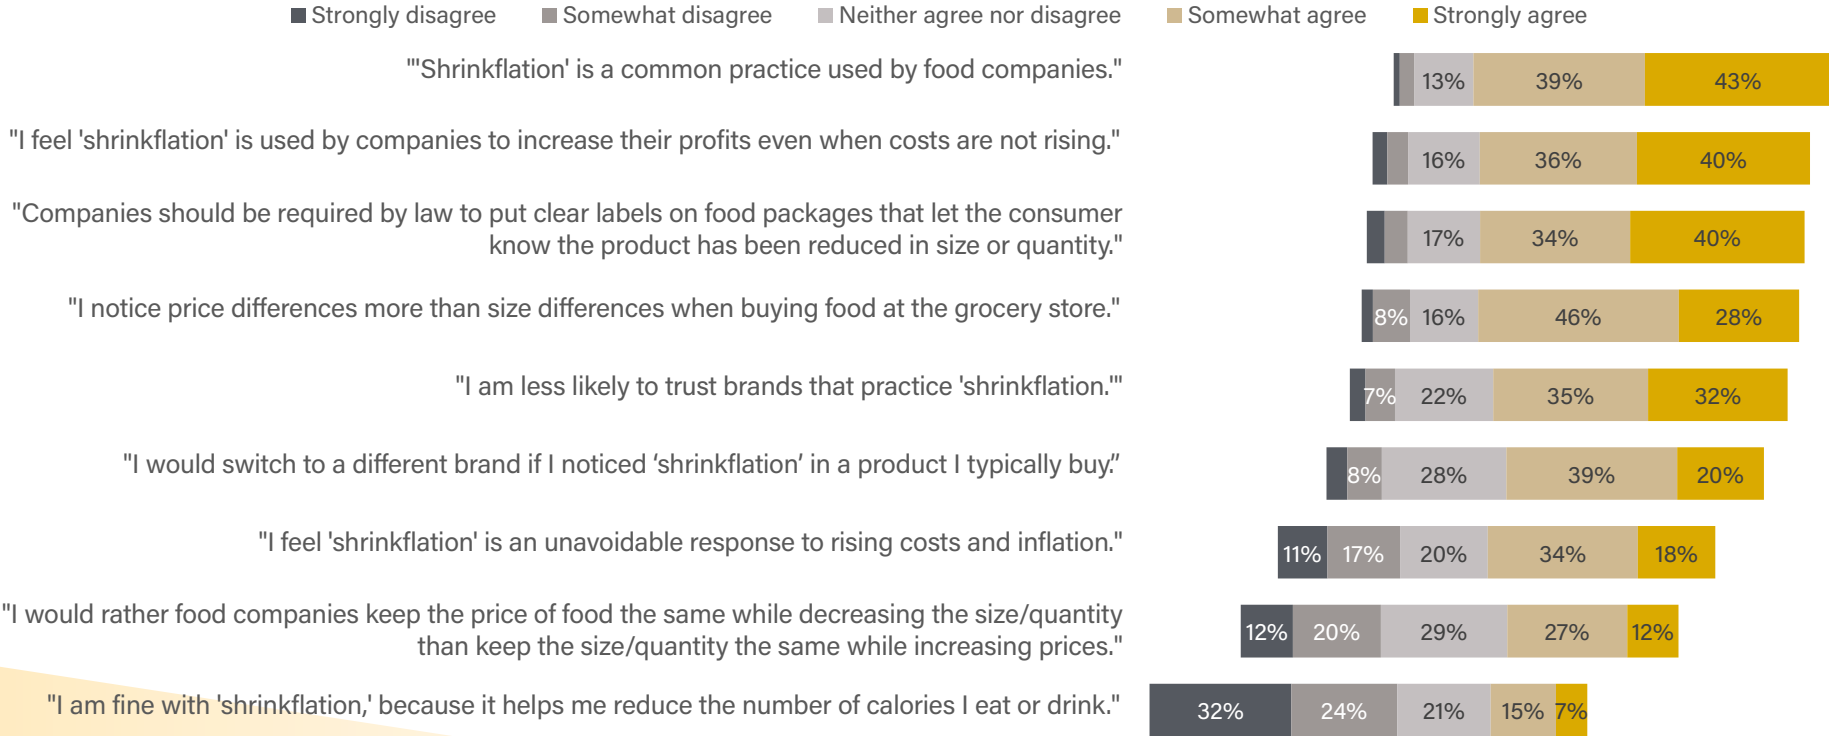 Strongly disagree Somewhat disagree Neither agree nor disagree Somewhat agree Strongly agree
"'Shrinkflation' is a common practice used by food companies."
13% 39% 43%
"I feel 'shrinkflation' is used by companies to increase their profits even when costs are not rising."
16% 36% 40%
"Companies should be required by law to put clear labels on food packages that let the consumer
know the product has been reduced in size or quantity."
17% 34% 40%
"I notice price differences more than size differences when buying food at the grocery store."
8% 16% 46% 28%
"I am less likely to trust brands that practice 'shrinkflation.'"
7% 22% 35% 32%
"I would switch to a different brand if I noticed ‘shrinkflation’ in a product I typically buy.”
8% 28% 39% 20%
"I feel 'shrinkflation' is an unavoidable response to rising costs and inflation."
11% 17% 20% 34% 18%
"I would rather food companies keep the price of food the same while decreasing the size/quantity
than keep the size/quantity the same while increasing prices."
12% 20% 29% 27% 12%
"I am fine with 'shrinkflation,' because it helps me reduce the number of calories I eat or drink."
32% 24% 21% 15% 7%